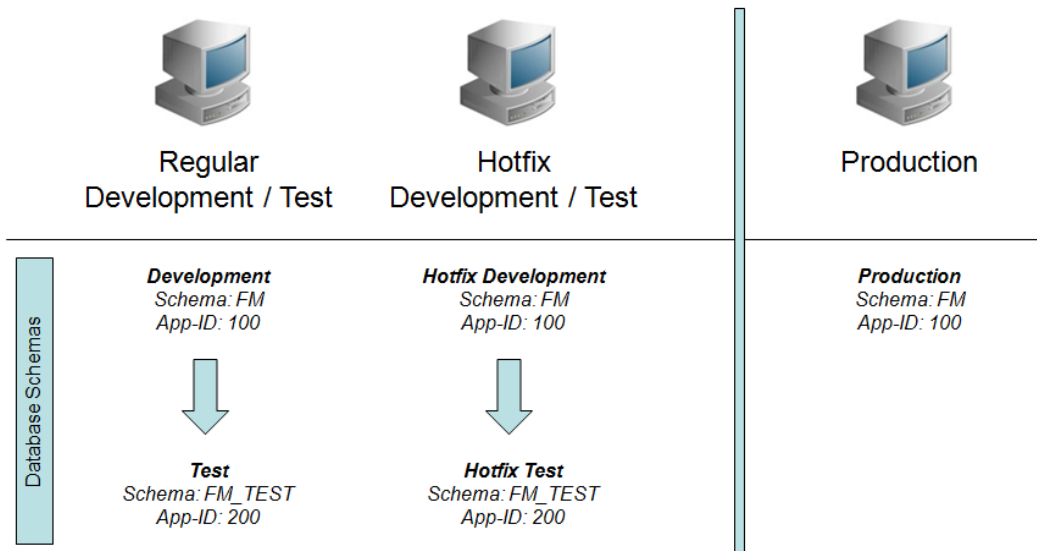 Regular
Development / Test
Hotfix
Development / Test
Production
Database Schemas
Development
Schema: FM
App-ID: 100
Hotfix Development
Schema: FM
App-ID: 100
Production
Schema: FM
App-ID: 100
Test
Schema: FM_TEST
App-ID: 200
Hotfix Test
Schema: FM_TEST
App-ID: 200